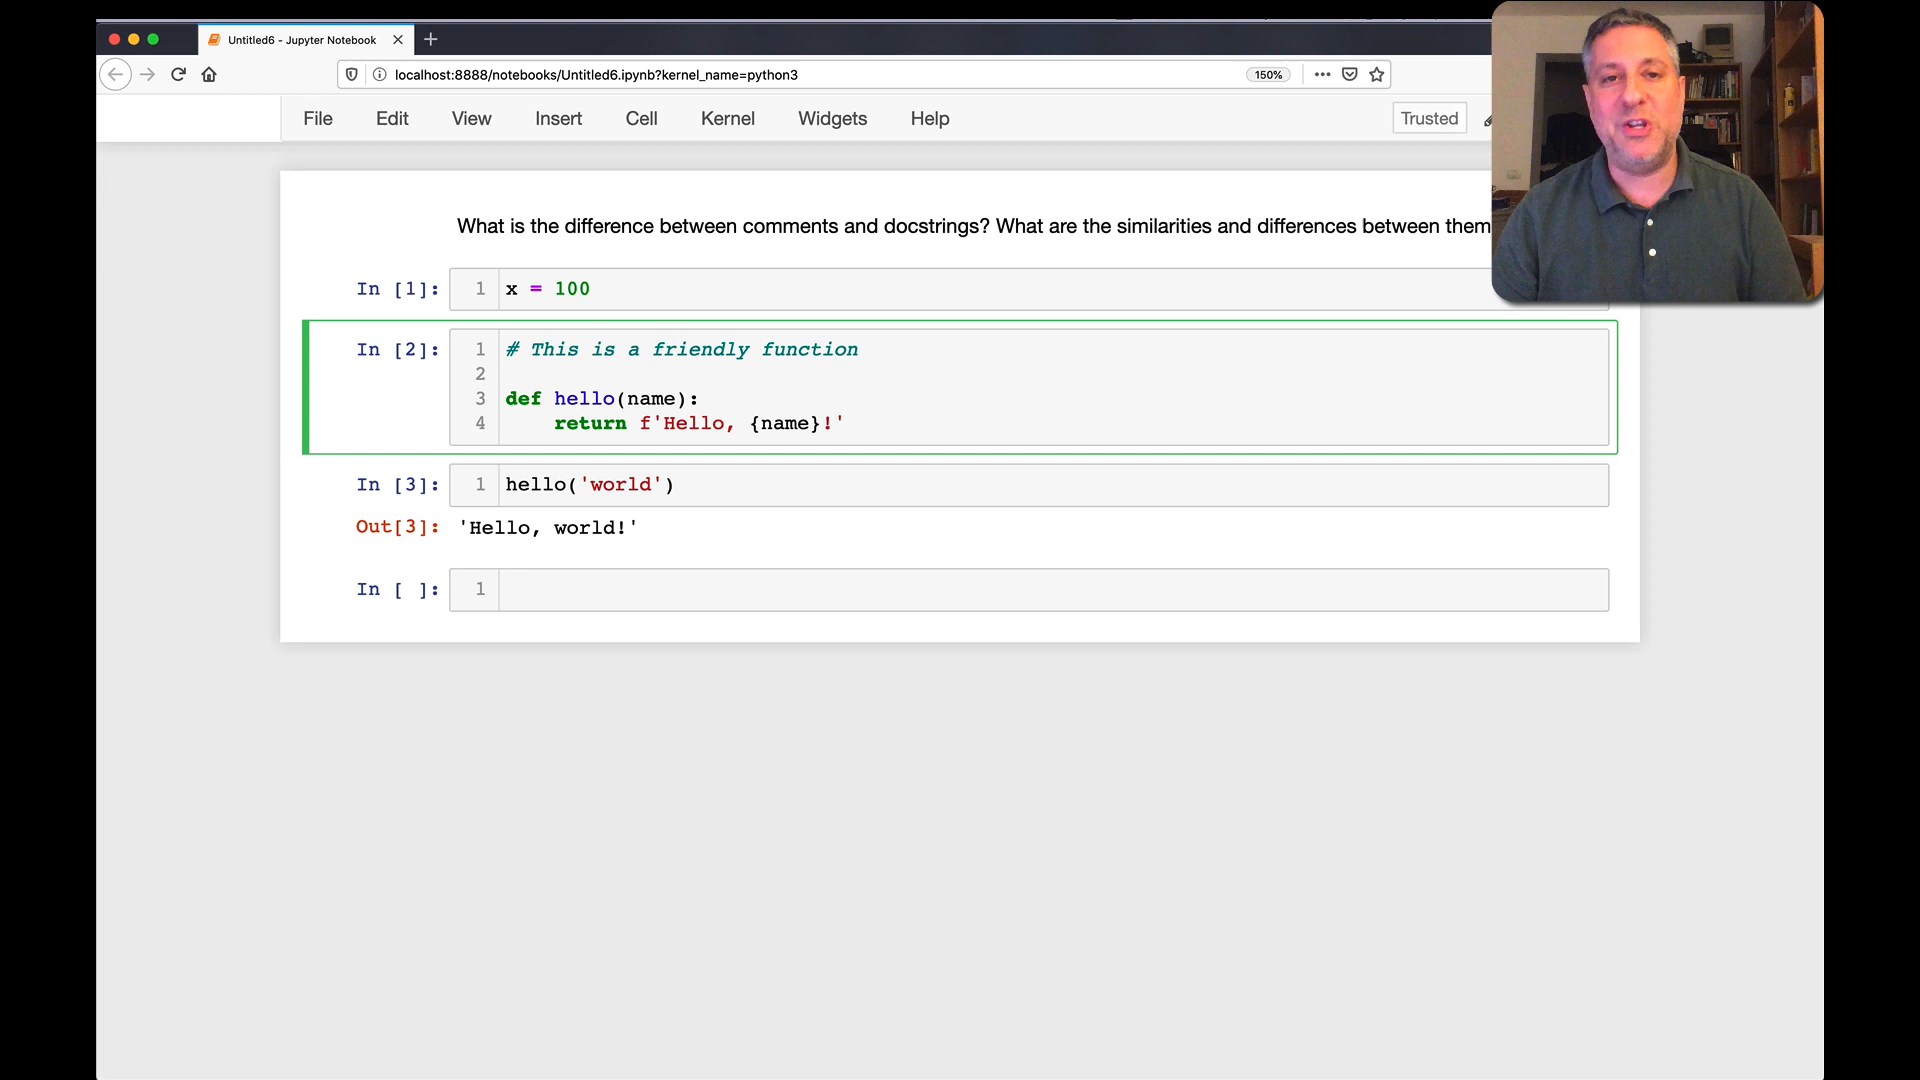 Untitled6 - Jupyter Notebook
localhost:8888/notebooks/Untitled6.ipynb?kernel_name=python3
150%
File Edit View Insert Cell Kernel Widgets Help
Trusted
What is the difference between comments and docstrings? What are the similarities and differences between them
In [1]: 1 x = 100
In [2]: 1 # This is a friendly function
2
3 def hello(name):
4 return f'Hello, {name}!'
In [3]: 1 hello('world')
Out[3]: 'Hello, world!'
In [ ]: 1